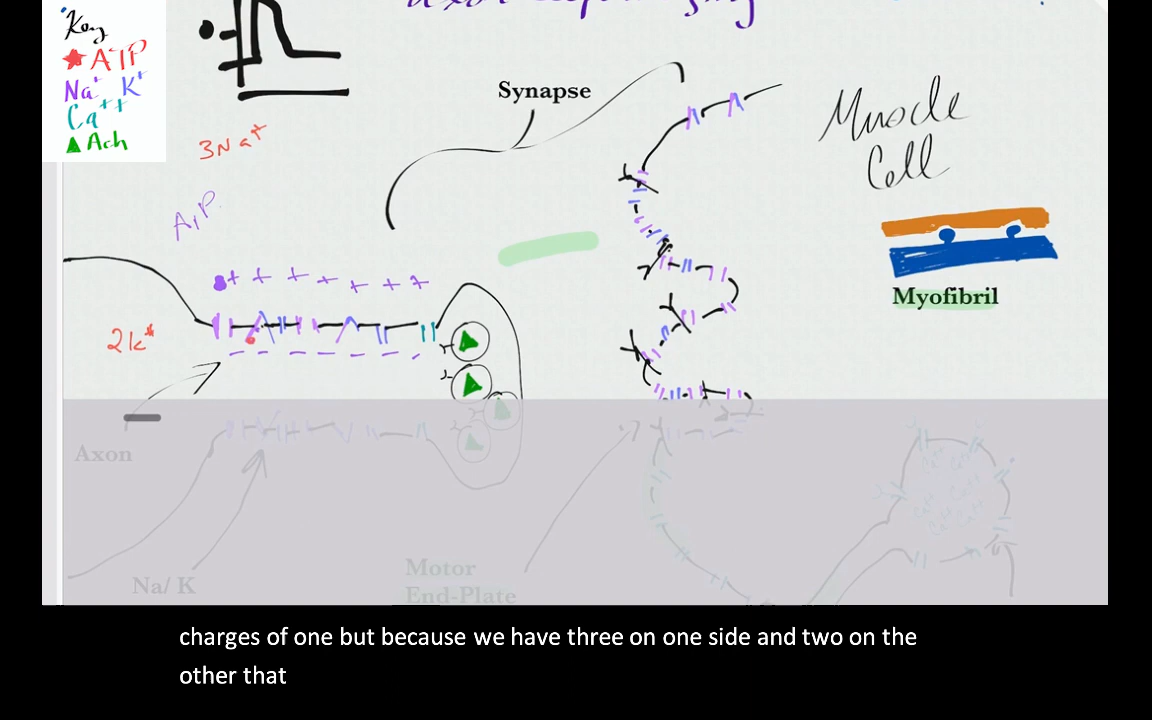 Key
ATP
Na+ K+
Ca++
Ach
3Na+
Synapse
Muscle
Cell
ATP
Myofibril
2K+
Axon
Na/ K
Motor
End-Plate
charges of one but because we have three on one side and two on the
other that